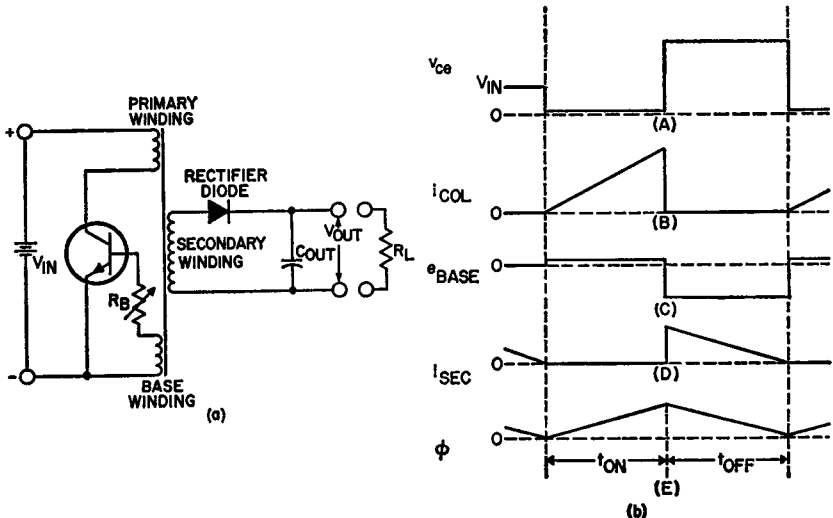 PRIMARY
WINDING
+
RECTIFIER
DIODE
SECONDARY
WINDING
COUT
VOUT
RL
VIN
RB
-
BASE
WINDING
(a)
vce
VIN
0
(A)
iCOL
0
(B)
eBASE
0
(C)
iSEC
0
(D)
ϕ
0
tON
tOFF
(E)
(b)